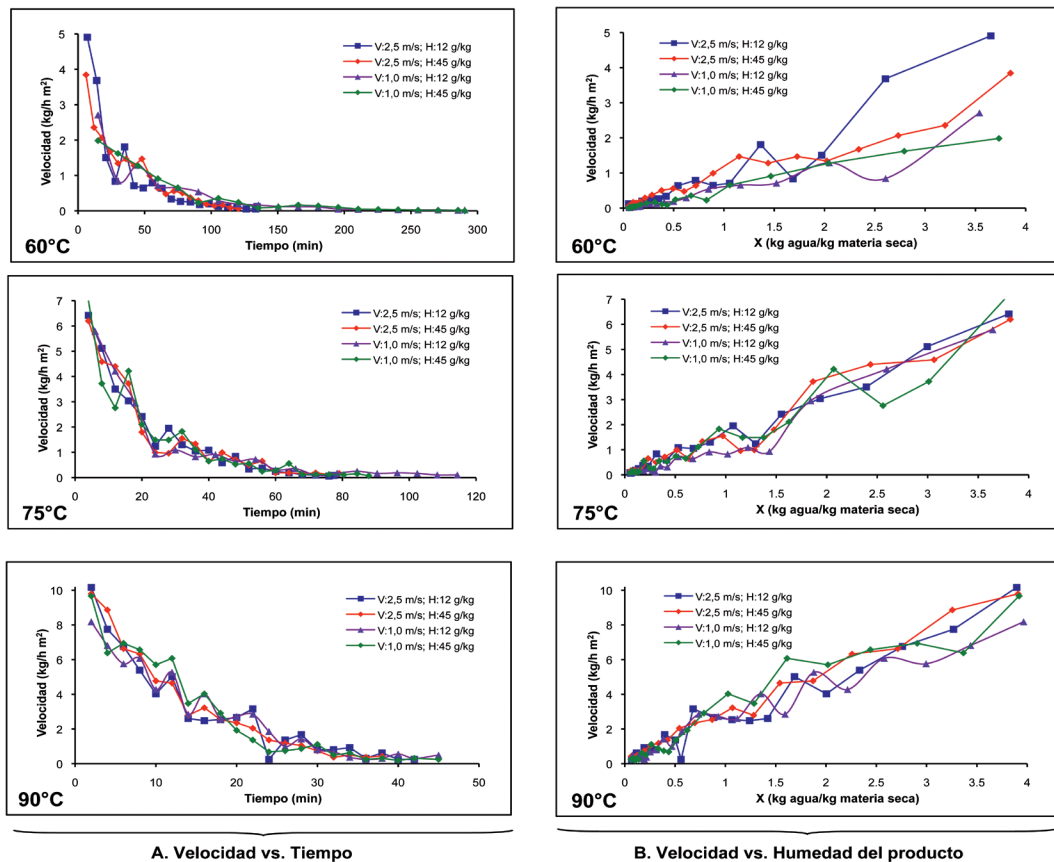 5
4
3
2
1
0
Velocidad (kg/h m²)
V:2,5 m/s; H:12 g/kg
V:2,5 m/s; H:45 g/kg
V:1,0 m/s; H:12 g/kg
V:1,0 m/s; H:45 g/kg
0 50 100 150 200 250 300
Tiempo (min)
60°C
5
4
3
2
1
0
Velocidad (kg/h m²)
V:2,5 m/s; H:12 g/kg
V:2,5 m/s; H:45 g/kg
V:1,0 m/s; H:12 g/kg
V:1,0 m/s; H:45 g/kg
0 0.5 1 1.5 2 2.5 3 3.5 4
X (kg agua/kg materia seca)
60°C
7
6
5
4
3
2
1
0
Velocidad (kg/h m²)
V:2,5 m/s; H:12 g/kg
V:2,5 m/s; H:45 g/kg
V:1,0 m/s; H:12 g/kg
V:1,0 m/s; H:45 g/kg
0 20 40 60 80 100 120
Tiempo (min)
75°C
7
6
5
4
3
2
1
0
Velocidad (kg/h m²)
V:2,5 m/s; H:12 g/kg
V:2,5 m/s; H:45 g/kg
V:1,0 m/s; H:12 g/kg
V:1,0 m/s; H:45 g/kg
0 0.5 1 1.5 2 2.5 3 3.5 4
X (kg agua/kg materia seca)
75°C
10
8
6
4
2
0
Velocidad (kg/h m²)
V:2,5 m/s; H:12 g/kg
V:2,5 m/s; H:45 g/kg
V:1,0 m/s; H:12 g/kg
V:1,0 m/s; H:45 g/kg
0 10 20 30 40 50
Tiempo (min)
90°C
10
8
6
4
2
0
Velocidad (kg/h m²)
V:2,5 m/s; H:12 g/kg
V:2,5 m/s; H:45 g/kg
V:1,0 m/s; H:12 g/kg
V:1,0 m/s; H:45 g/kg
0 0.5 1 1.5 2 2.5 3 3.5 4
X (kg agua/kg materia seca)
90°C
A. Velocidad vs. Tiempo
B. Velocidad vs. Humedad del producto